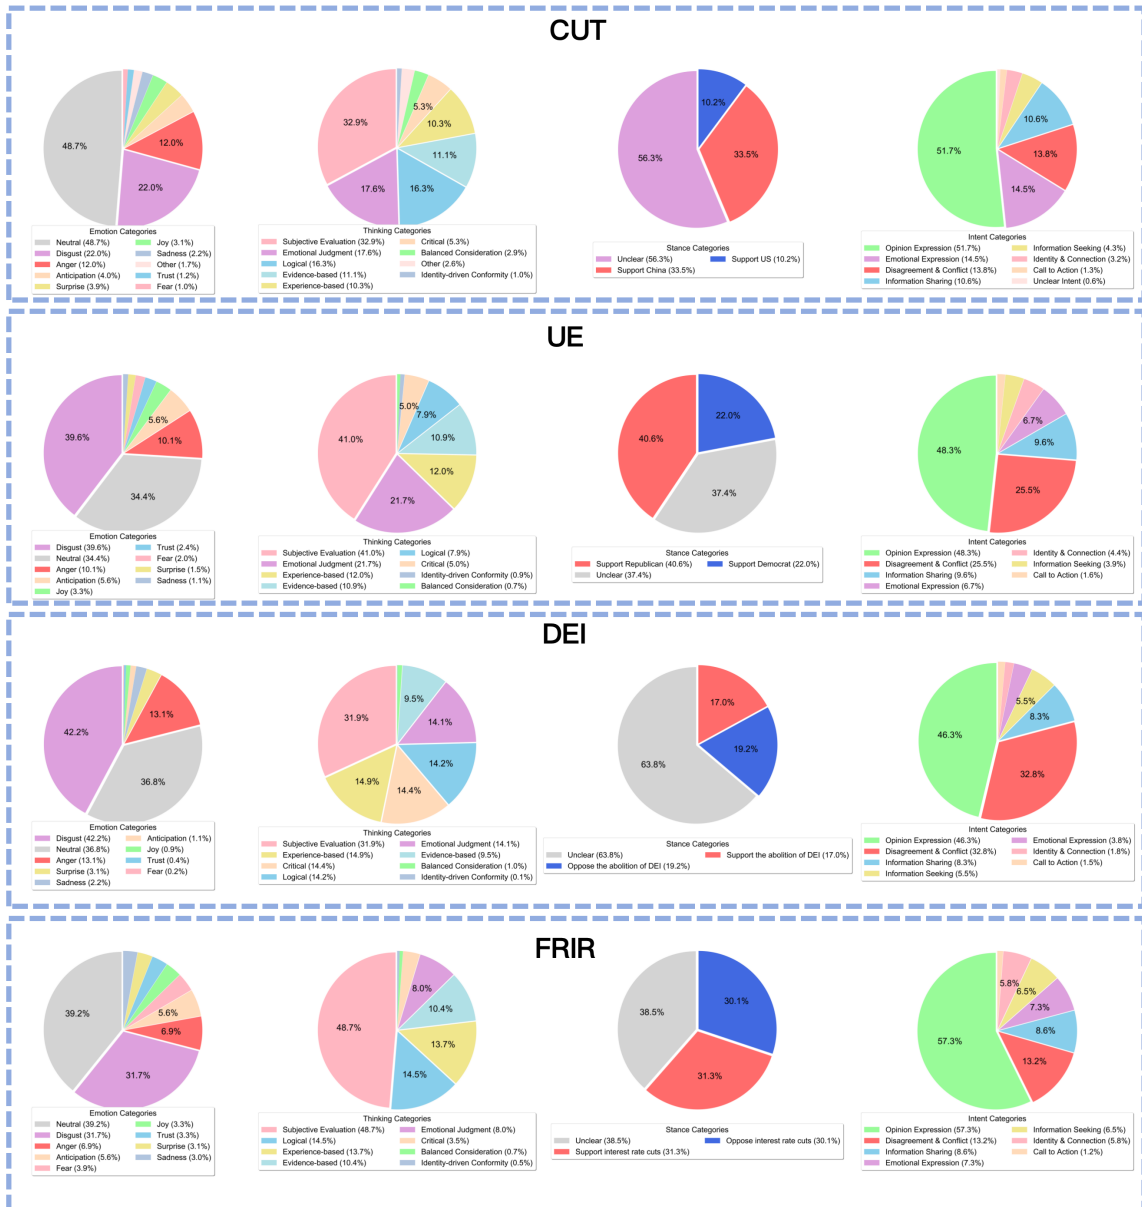 CUT
48.7%
12.0%
22.0%
Emotion Categories
Neutral (48.7%)
Disgust (22.0%)
Anger (12.0%)
Anticipation (4.0%)
Surprise (3.9%)
Joy (3.1%)
Sadness (2.2%)
Other (1.7%)
Trust (1.2%)
Fear (1.0%)
32.9%
5.3%
10.3%
11.1%
16.3%
17.6%
Thinking Categories
Subjective Evaluation (32.9%)
Emotional Judgment (17.6%)
Logical (16.3%)
Evidence-based (11.1%)
Experience-based (10.3%)
Critical (5.3%)
Balanced Consideration (2.9%)
Other (2.6%)
Identity-driven Conformity (1.0%)
56.3%
10.2%
33.5%
Stance Categories
Unclear (56.3%)
Support China (33.5%)
Support US (10.2%)
51.7%
10.6%
13.8%
14.5%
Intent Categories
Opinion Expression (51.7%)
Emotional Expression (14.5%)
Disagreement & Conflict (13.8%)
Information Sharing (10.6%)
Information Seeking (4.3%)
Identity & Connection (3.2%)
Call to Action (1.3%)
Unclear Intent (0.6%)
UE
39.6%
5.6%
10.1%
34.4%
Emotion Categories
Disgust (39.6%)
Neutral (34.4%)
Anger (10.1%)
Anticipation (5.6%)
Joy (3.3%)
Trust (2.4%)
Fear (2.0%)
Surprise (1.5%)
Sadness (1.1%)
41.0%
5.0%
7.9%
10.9%
12.0%
21.7%
Thinking Categories
Subjective Evaluation (41.0%)
Emotional Judgment (21.7%)
Experience-based (12.0%)
Evidence-based (10.9%)
Logical (7.9%)
Critical (5.0%)
Identity-driven Conformity (0.9%)
Balanced Consideration (0.7%)
40.6%
22.0%
37.4%
Stance Categories
Support Republican (40.6%)
Unclear (37.4%)
Support Democrat (22.0%)
48.3%
6.7%
9.6%
25.5%
Intent Categories
Opinion Expression (48.3%)
Disagreement & Conflict (25.5%)
Information Sharing (9.6%)
Emotional Expression (6.7%)
Identity & Connection (4.4%)
Information Seeking (3.9%)
Call to Action (1.6%)
DEI
42.2%
13.1%
36.8%
Emotion Categories
Disgust (42.2%)
Neutral (36.8%)
Anger (13.1%)
Surprise (3.1%)
Sadness (2.2%)
Anticipation (1.1%)
Joy (0.9%)
Trust (0.4%)
Fear (0.2%)
31.9%
9.5%
14.1%
14.2%
14.4%
14.9%
Thinking Categories
Subjective Evaluation (31.9%)
Experience-based (14.9%)
Critical (14.4%)
Logical (14.2%)
Emotional Judgment (14.1%)
Evidence-based (9.5%)
Balanced Consideration (1.0%)
Identity-driven Conformity (0.1%)
63.8%
17.0%
19.2%
Stance Categories
Unclear (63.8%)
Oppose the abolition of DEI (19.2%)
Support the abolition of DEI (17.0%)
46.3%
5.5%
8.3%
32.8%
Intent Categories
Opinion Expression (46.3%)
Disagreement & Conflict (32.8%)
Information Sharing (8.3%)
Information Seeking (5.5%)
Emotional Expression (3.8%)
Identity & Connection (1.8%)
Call to Action (1.5%)
FRIR
39.2%
5.6%
6.9%
31.7%
Emotion Categories
Neutral (39.2%)
Disgust (31.7%)
Anger (6.9%)
Anticipation (5.6%)
Fear (3.9%)
Joy (3.3%)
Trust (3.3%)
Surprise (3.1%)
Sadness (3.0%)
48.7%
8.0%
10.4%
13.7%
14.5%
Thinking Categories
Subjective Evaluation (48.7%)
Logical (14.5%)
Experience-based (13.7%)
Evidence-based (10.4%)
Emotional Judgment (8.0%)
Critical (3.5%)
Balanced Consideration (0.7%)
Identity-driven Conformity (0.5%)
38.5%
30.1%
31.3%
Stance Categories
Unclear (38.5%)
Support interest rate cuts (31.3%)
Oppose interest rate cuts (30.1%)
57.3%
5.8%
6.5%
7.3%
8.6%
13.2%
Intent Categories
Opinion Expression (57.3%)
Disagreement & Conflict (13.2%)
Information Sharing (8.6%)
Emotional Expression (7.3%)
Information Seeking (6.5%)
Identity & Connection (5.8%)
Call to Action (1.2%)